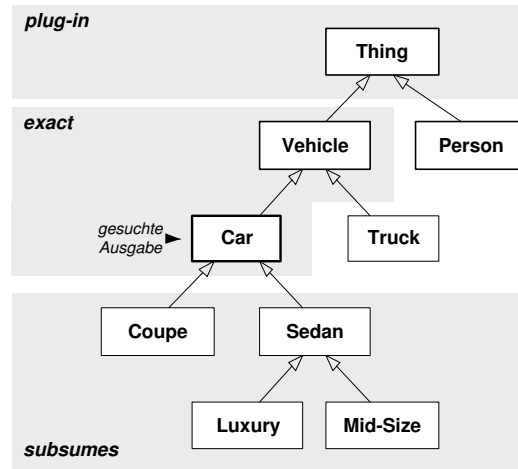 plug-in
Thing
exact
Vehicle
Person
gesuchte
Ausgabe
Car
Truck
Coupe
Sedan
Luxury
Mid-Size
subsumes